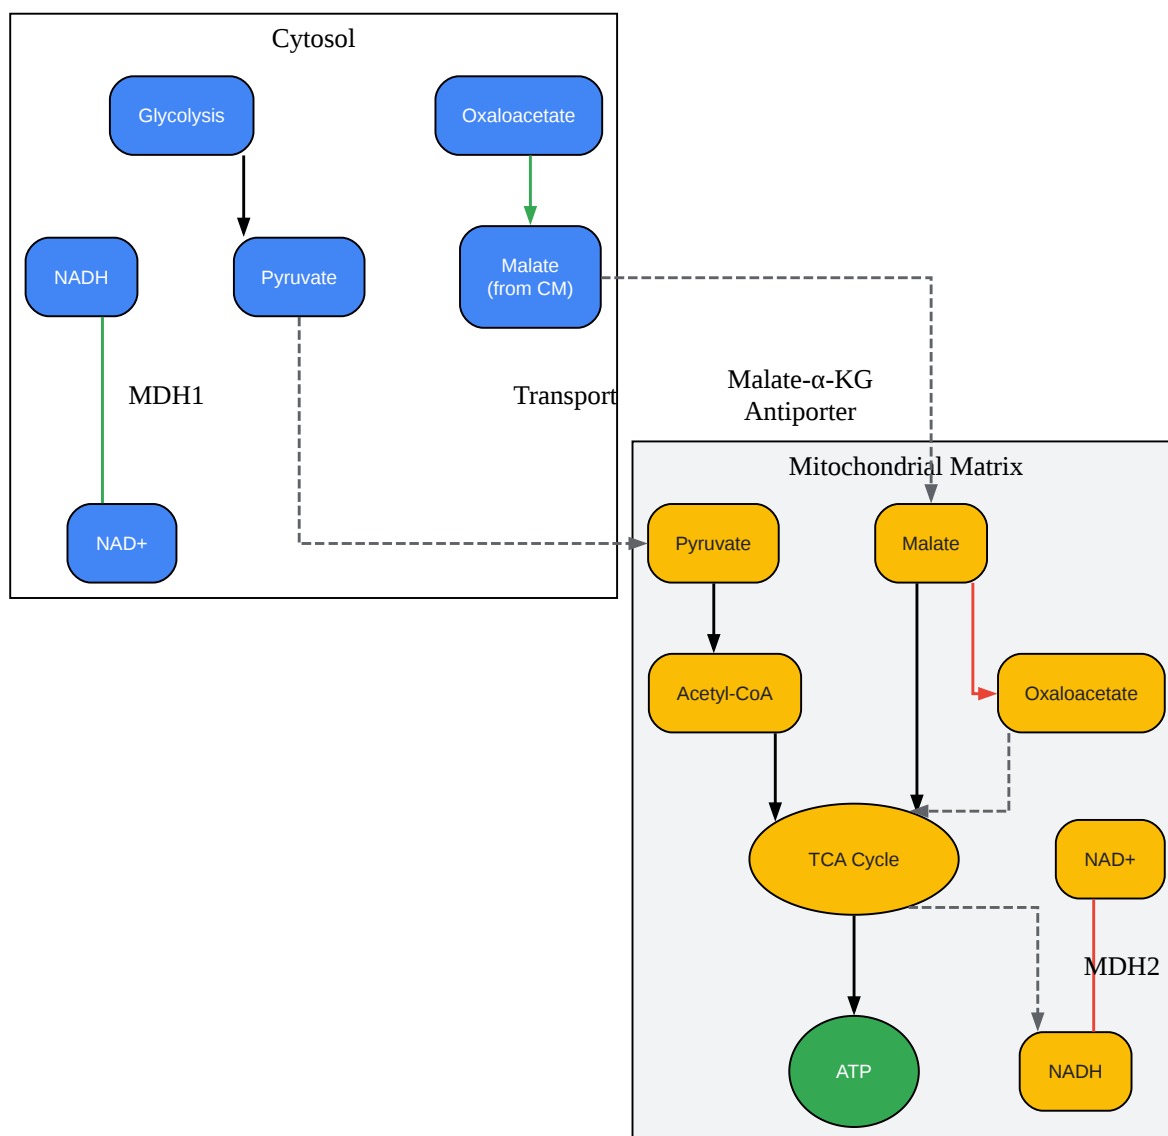 Cytosol
Glycolysis
Oxaloacetate
NADH
Pyruvate
Malate
(from CM)
MDH1
Transport
Malate-α-KG
Antiporter
Mitochondrial Matrix
NAD+
Pyruvate
Malate
Acetyl-CoA
Oxaloacetate
TCA Cycle
NAD+
MDH2
ATP
NADH